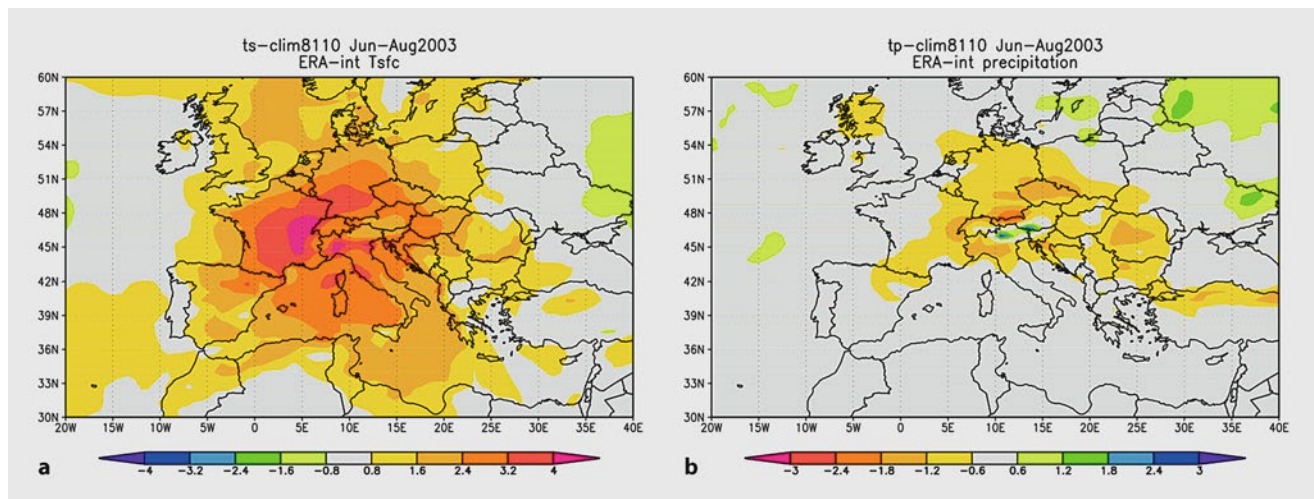 ts-clim8110 Jun-Aug2003
ERA-int Tsfc
60N
57N
54N
51N
48N
45N
42N
39N
36N
33N
30N
20W 15W 10W 5W 0 5E 10E 15E 20E 25E 30E 35E 40E
a
-4 -3.2 -2.4 -1.6 -0.8 0.8 1.6 2.4 3.2 4
tp-clim8110 Jun-Aug2003
ERA-int precipitation
60N
57N
54N
51N
48N
45N
42N
39N
36N
33N
30N
20W 15W 10W 5W 0 5E 10E 15E 20E 25E 30E 35E 40E
b
-3 -2.4 -1.8 -1.2 -0.6 0.6 1.2 1.8 2.4 3